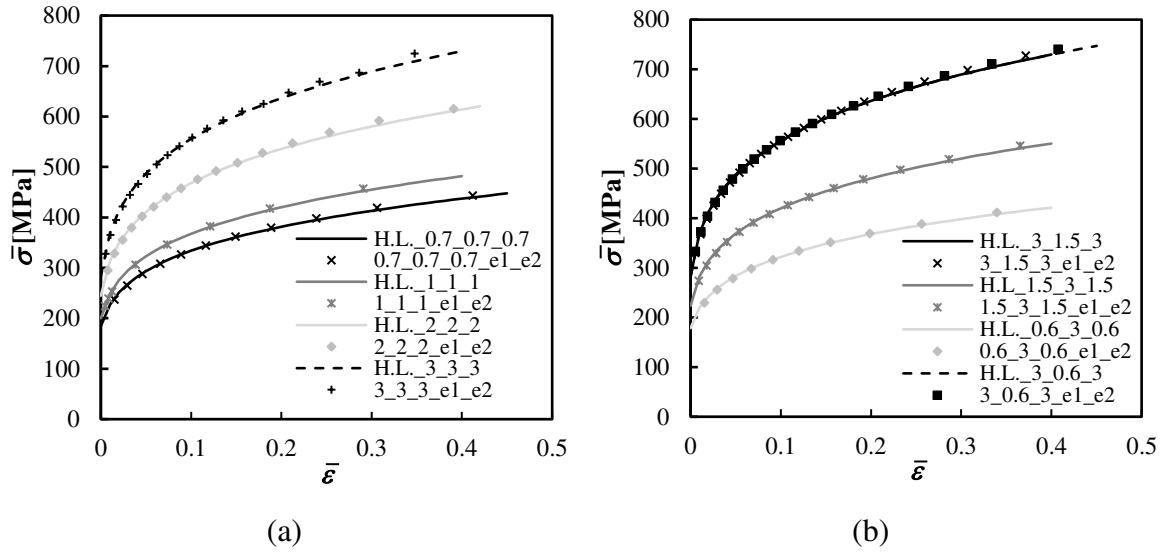 800
700
600
500
400
300
200
100
0
σ̄[MPa]
0 0.1 0.2 0.3 0.4 0.5
ε̄
H.L._0.7_0.7_0.7
0.7_0.7_0.7_e1_e2
H.L._1_1_1
1_1_1_e1_e2
H.L._2_2_2
2_2_2_e1_e2
H.L._3_3_3
3_3_3_e1_e2
(a)
800
700
600
500
400
300
200
100
0
σ̄[MPa]
0 0.1 0.2 0.3 0.4 0.5
ε̄
H.L._3_1.5_3
3_1.5_3_e1_e2
H.L_1.5_3_1.5
1.5_3_1.5_e1_e2
H.L._0.6_3_0.6
0.6_3_0.6_e1_e2
H.L._3_0.6_3
3_0.6_3_e1_e2
(b)